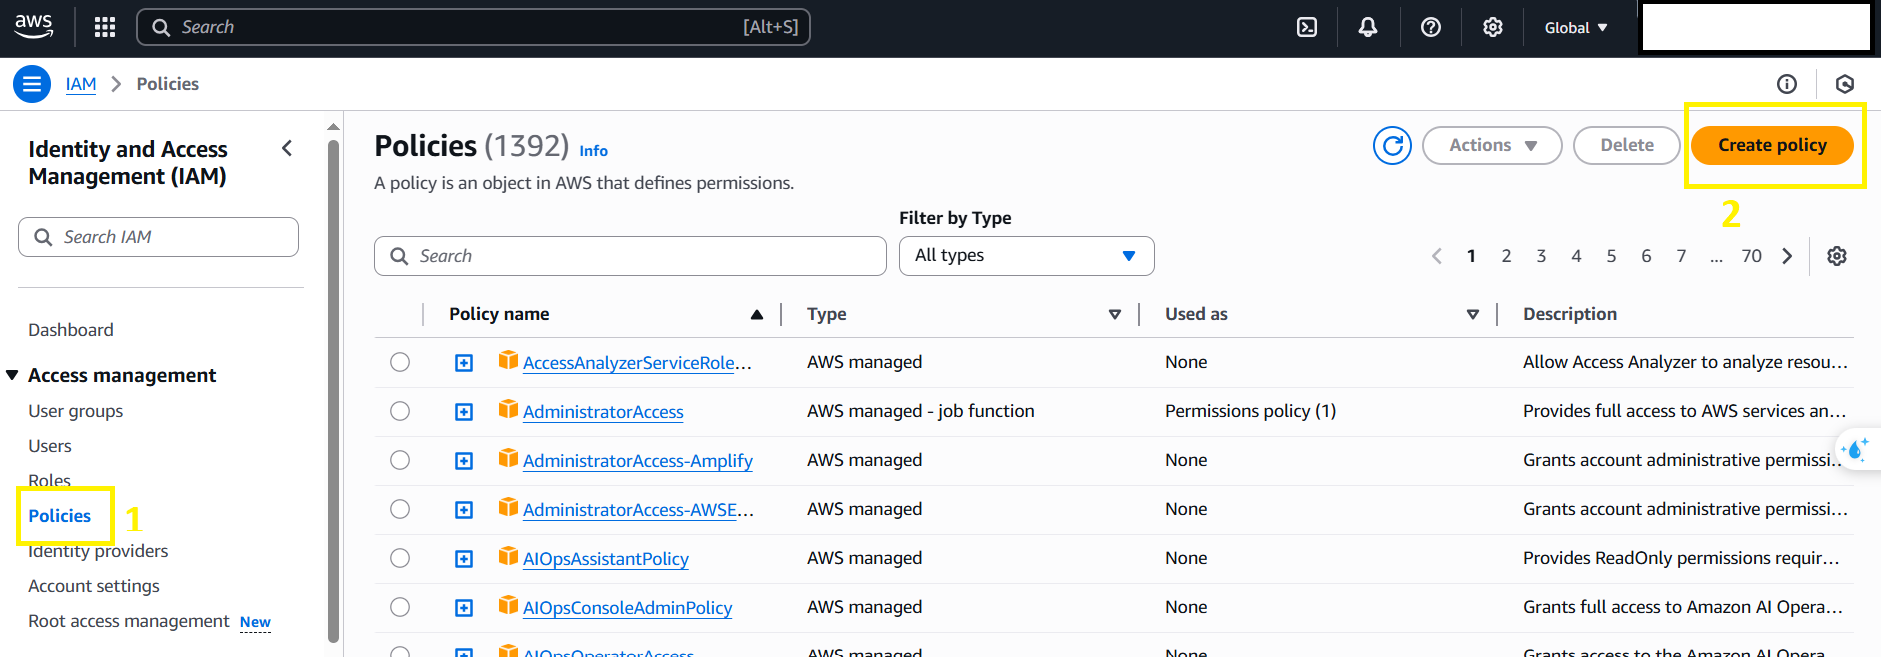 aws
Search [Alt+S]
Global
IAM > Policies
Identity and Access
Management (IAM)
Search IAM
Dashboard
Access management
User groups
Users
Roles
Policies
1
Identity providers
Account settings
Root access management New
Policies (1392) Info
A policy is an object in AWS that defines permissions.
Actions
Delete
Create policy
2
Filter by Type
Search
All types
1 2 3 4 5 6 7 ... 70
Policy name Type Used as Description
AccessAnalyzerServiceRole... AWS managed None Allow Access Analyzer to analyze resou...
AdministratorAccess AWS managed - job function Permissions policy (1) Provides full access to AWS services an...
AdministratorAccess-Amplify AWS managed None Grants account administrative permissi...
AdministratorAccess-AWSE... AWS managed None Grants account administrative permissi...
AIOpsAssistantPolicy AWS managed None Provides ReadOnly permissions requir...
AIOpsConsoleAdminPolicy AWS managed None Grants full access to Amazon AI Opera...
AIOpsOperatorAccess AWS managed None Grants access to the Amazon AI Opera...